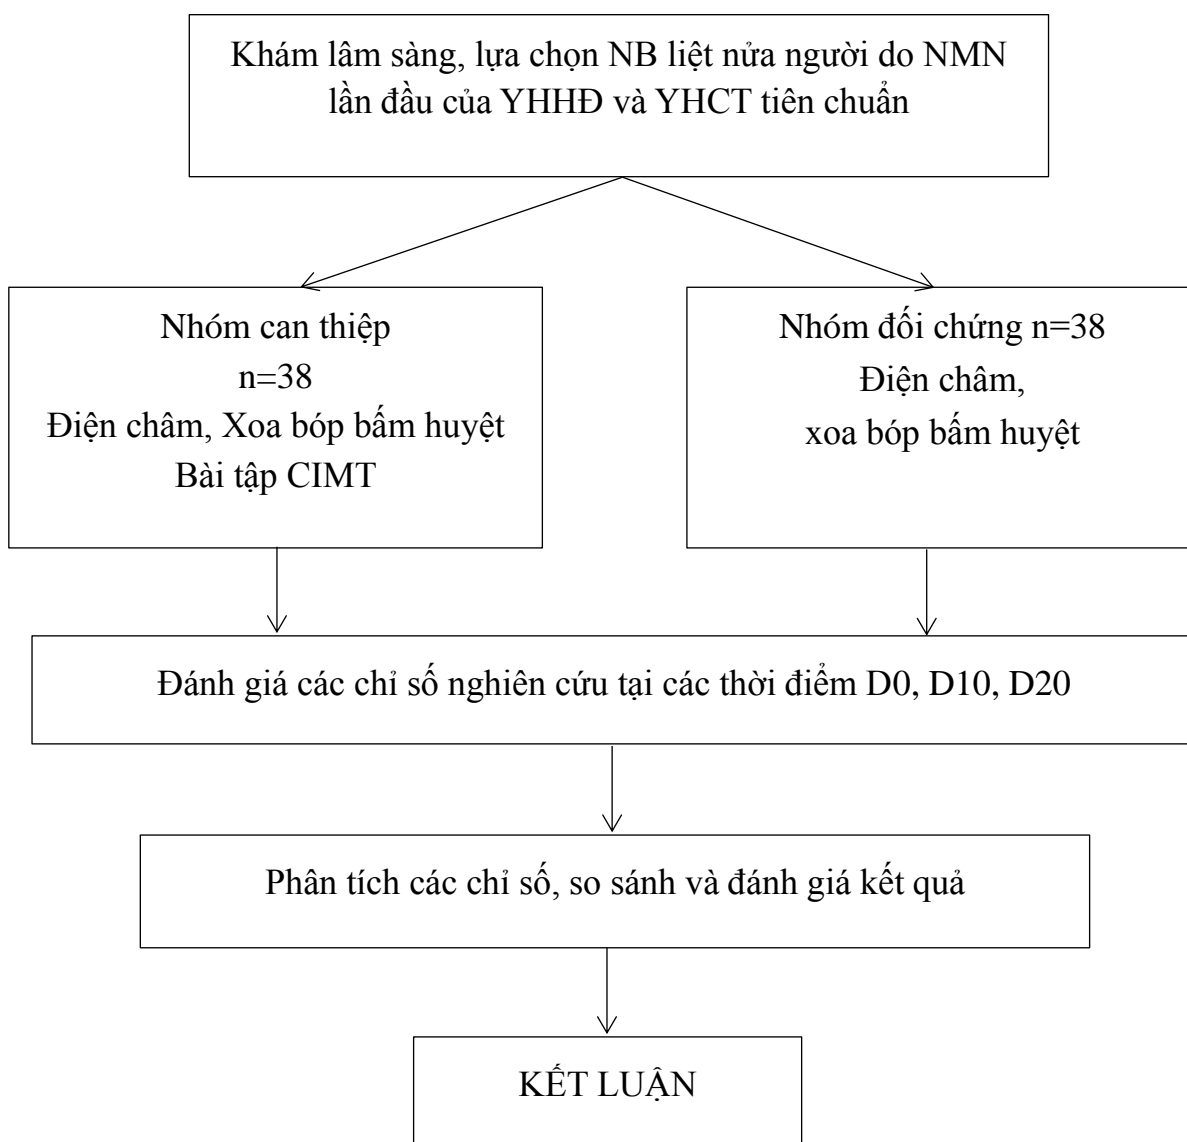 Khám lâm sàng, lựa chọn NB liệt nửa người do NMN
lần đầu của YHHĐ và YHCT tiên chuẩn
Nhóm can thiệp
n=38
Điện châm, Xoa bóp bấm huyệt
Bài tập CIMT
Nhóm đối chứng n=38
Điện châm,
xoa bóp bấm huyệt
Đánh giá các chỉ số nghiên cứu tại các thời điểm D0, D10, D20
Phân tích các chỉ số, so sánh và đánh giá kết quả
KẾT LUẬN